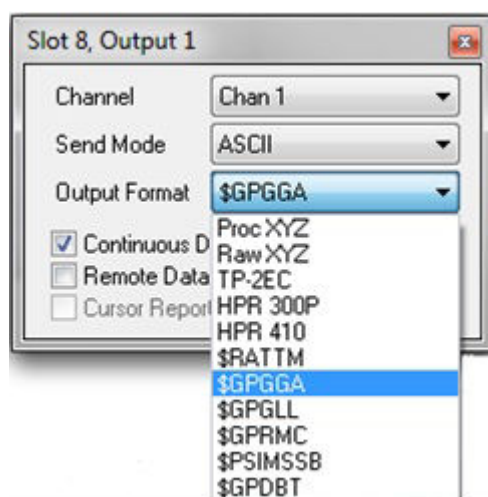 Slot 8, Output 1
Channel Chan 1
Send Mode ASCII
Output Format $GPGGA
Continuous D
Remote Data
Cursor Report
Proc XYZ
Raw XYZ
TP-2EC
HPR 300P
HPR 410
$RATTM
$GPGGA
$GPGLL
$GPRMC
$PSIMSSB
$GPDBT